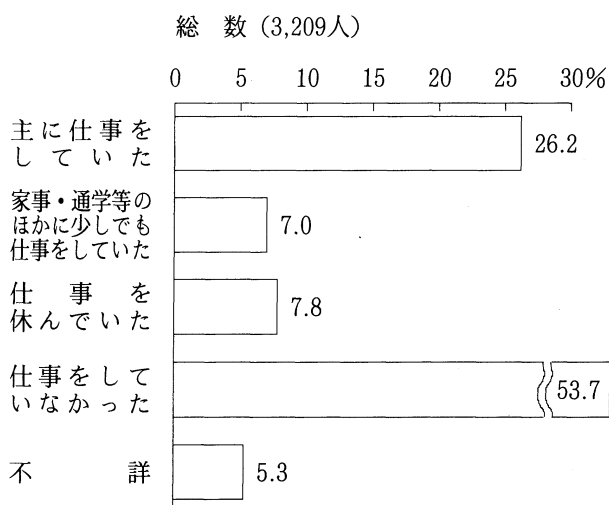 総 数 (3,209人)
0 5 10 15 20 25 30%
主に仕事を
していた
26.2
家事・通学等の
ほかに少しでも
仕事をしていた
7.0
仕事を
休んでいた
7.8
仕事をして
いなかった
53.7
不詳
5.3